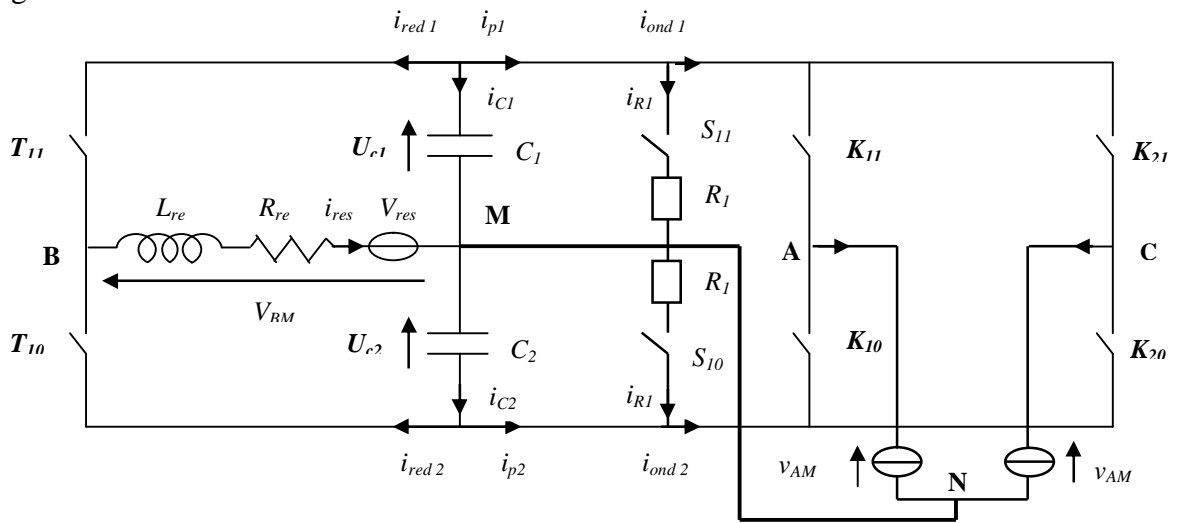 i_red 1 i_p1 i_ond 1
i_C1 i_R1
S_11
T_11 U_c1 C_1 K_11 K_21
R_1
L_re R_re i_res V_res M
B A C
R_1
V_BM
T_10 U_c2 C_2 S_10 K_10 K_20
i_C2 i_R1
i_red 2 i_p2 i_ond 2 v_AM N v_AM